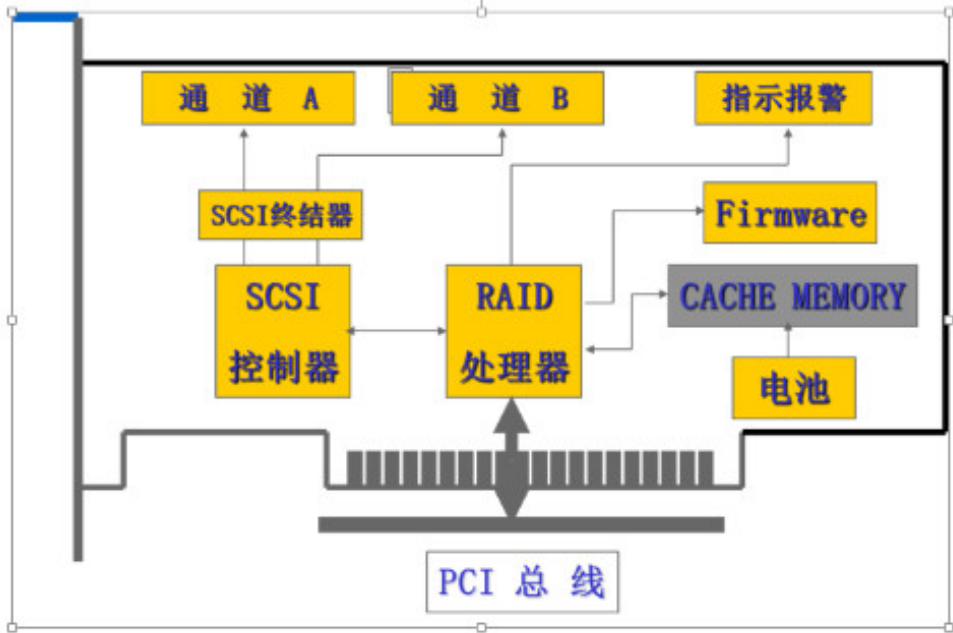 通 道 A
通 道 B
指示报警
SCSI终结器
Firmware
SCSI
控制器
RAID
处理器
CACHE MEMORY
电池
PCI 总 线